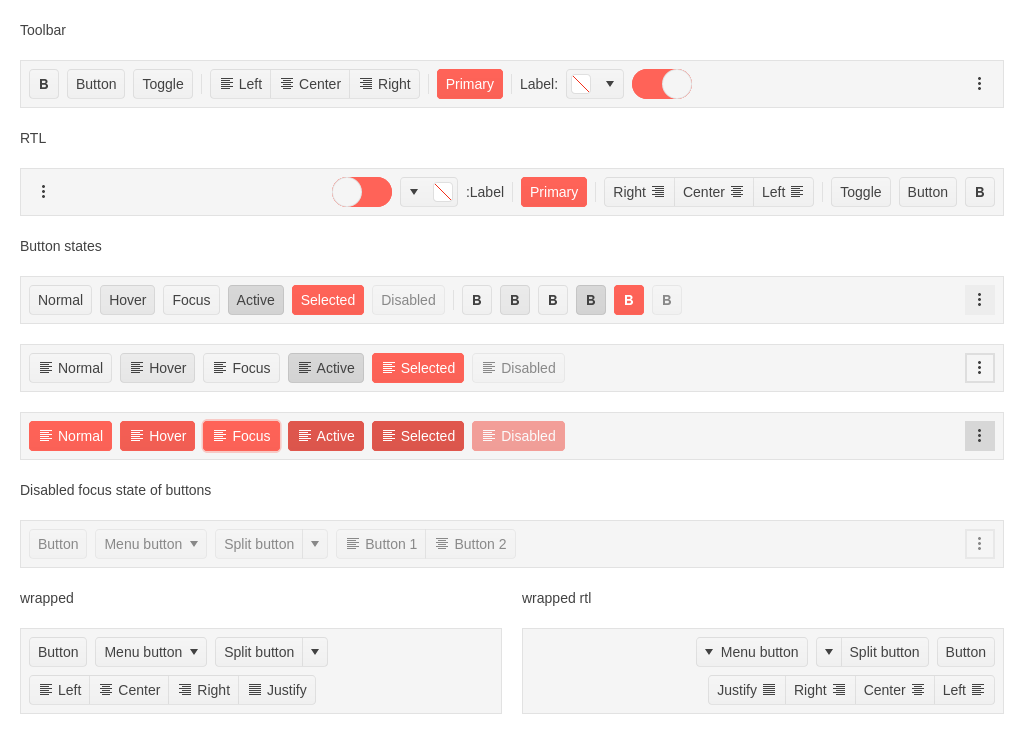 Toolbar
B Button Toggle Left Center Right Primary Label:
RTL
:Label Primary Right Center Left Toggle Button B
Button states
Normal Hover Focus Active Selected Disabled B B B B B B
Normal Hover Focus Active Selected Disabled
Normal Hover Focus Active Selected Disabled
Disabled focus state of buttons
Button Menu button Split button Button 1 Button 2
wrapped
Button Menu button Split button
Left Center Right Justify
wrapped rtl
Menu button Split button Button
Justify Right Center Left